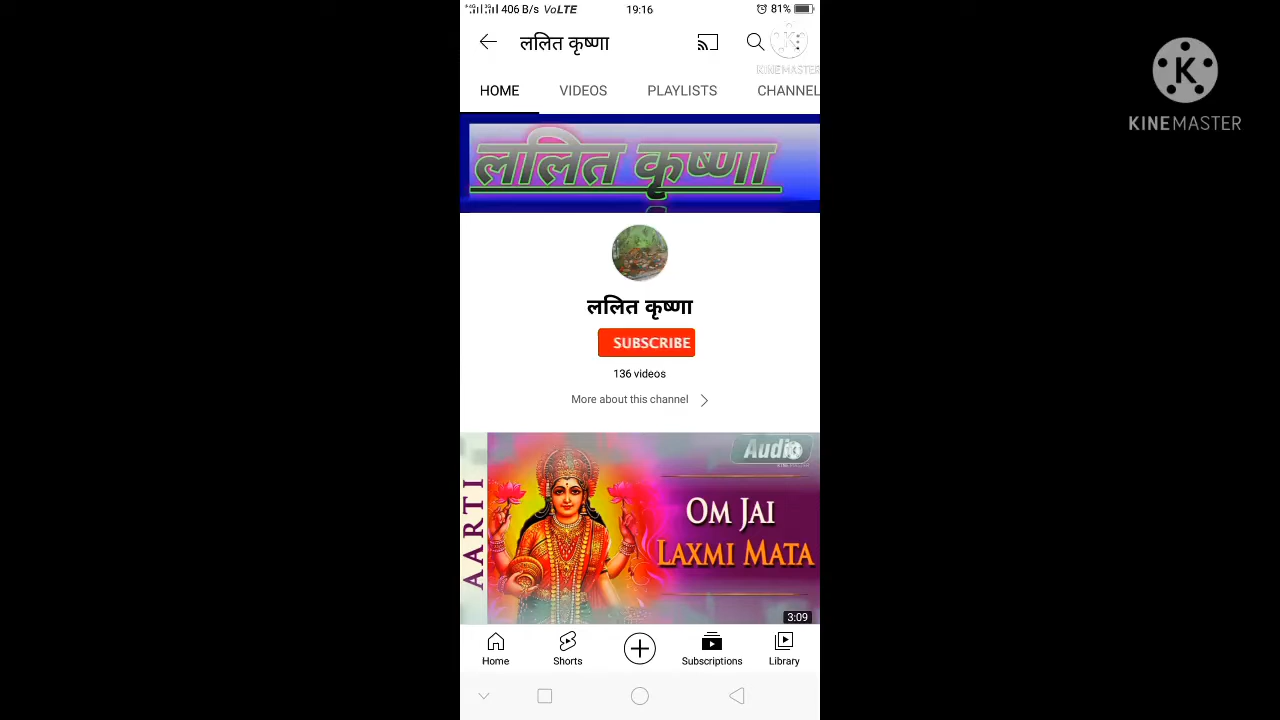 406 B/s VoLTE 19:16 81%
ललित कृष्णा
KINEMASTER
HOME VIDEOS PLAYLISTS CHANNEL
KINEMASTER
ललित कृष्णा
ललित कृष्णा
SUBSCRIBE
136 videos
More about this channel
AARTI
Audio
OM JAI
LAXMI MATA
3:09
Home Shorts Subscriptions Library